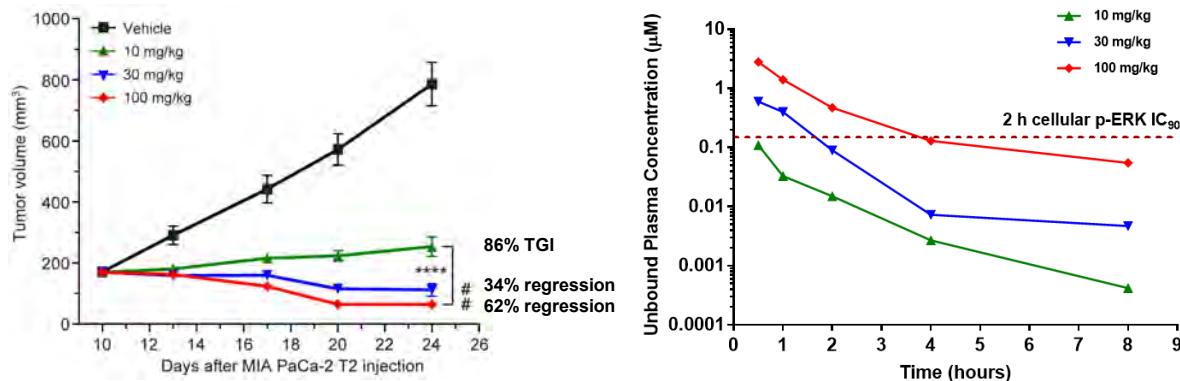 Tumor volume (mm³)
1000
800
600
400
200
0
Vehicle
10 mg/kg
30 mg/kg
100 mg/kg
86% TGI
****
34% regression
#
62% regression
#
10 12 14 16 18 20 22 24 26
Days after MIA PaCa-2 T2 injection
Unbound Plasma Concentration (µM)
10
1
0.1
0.01
0.001
0.0001
10 mg/kg
30 mg/kg
100 mg/kg
2 h cellular p-ERK IC₉₀
0 1 2 3 4 5 6 7 8 9
Time (hours)